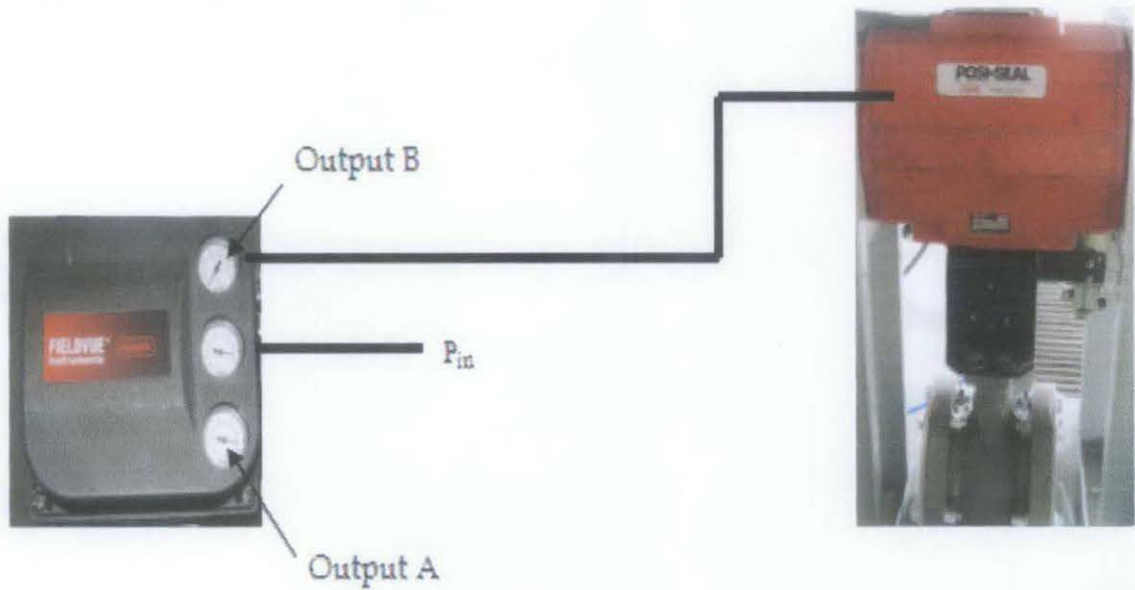 POSI-SEAL
Output B
FIELDVUE
Instruments
Pin
Output A